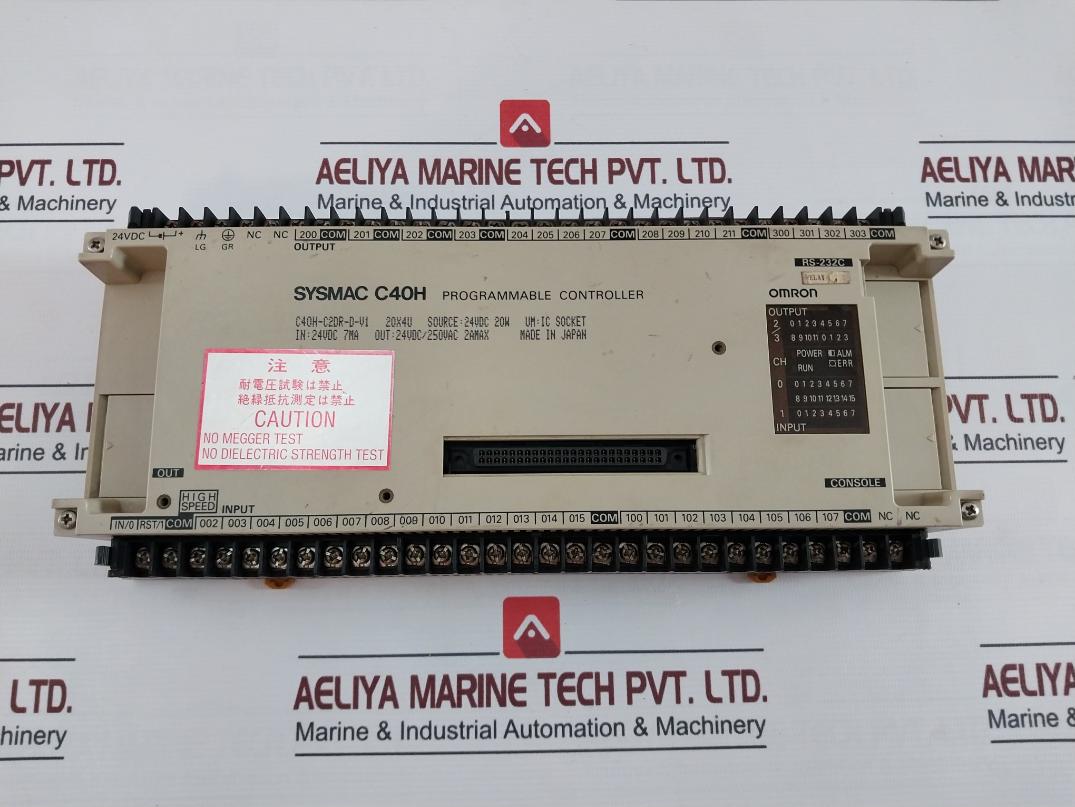 AELIYA MARINE TECH PVT. LTD.
Marine & Industrial Automation & Machinery
PVT. LTD.
& Machinery
AELIYA MAR
Marine & Indust
24VDC + LG GR NC NC 200 COM 201 COM 202 COM 203 COM 204 205 206 207 COM 208 209 210 211 COM 300 301 302 303 COM
OUTPUT
RS-232C
SYSMAC C40H PROGRAMMABLE CONTROLLER
OMRON
C40H-C2DR-D-V1 20X4U SOURCE:24VDC 20W UM:IC SOCKET
IN:24VDC 7MA OUT:24VDC/250VAC 2AMAX MADE IN JAPAN
OUTPUT
2 0 1 2 3 4 5 6 7
3 8 9 10 11 0 1 2 3
POWER ALM
CH
RUN ERR
0 0 1 2 3 4 5 6 7
8 9 10 11 12 13 14 15
1 0 1 2 3 4 5 6 7
INPUT
注意
耐電圧試験は禁止
絶縁抵抗測定は禁止
CAUTION
NO MEGGER TEST
NO DIELECTRIC STRENGTH TEST
AELIYA
arine &
PVT. LTD.
& Machinery
OUT
CONSOLE
HIGH SPEED
INPUT
IN/0 RST/1 COM 002 003 004 005 006 007 008 009 010 011 012 013 014 015 COM 100 101 102 103 104 105 106 107 COM NC NC
AELIYA MARINE TECH PVT. LTD.
Marine & Industrial Automation & Machinery
LTD.
hinery
AELIYA
Marine &